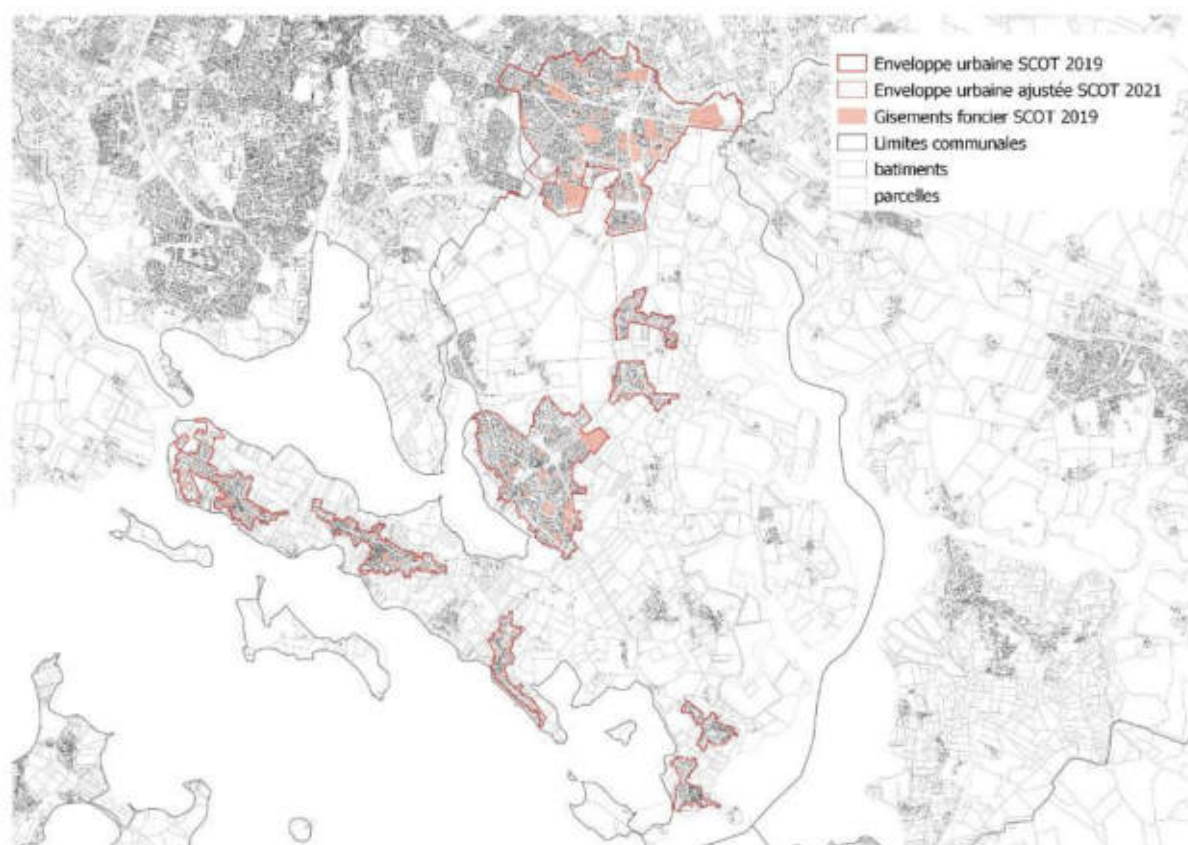 Enveloppe urbaine SCOT 2019
Enveloppe urbaine ajustée SCOT 2021
Gisements foncier SCOT 2019
Limites communales
batiments
parcelles